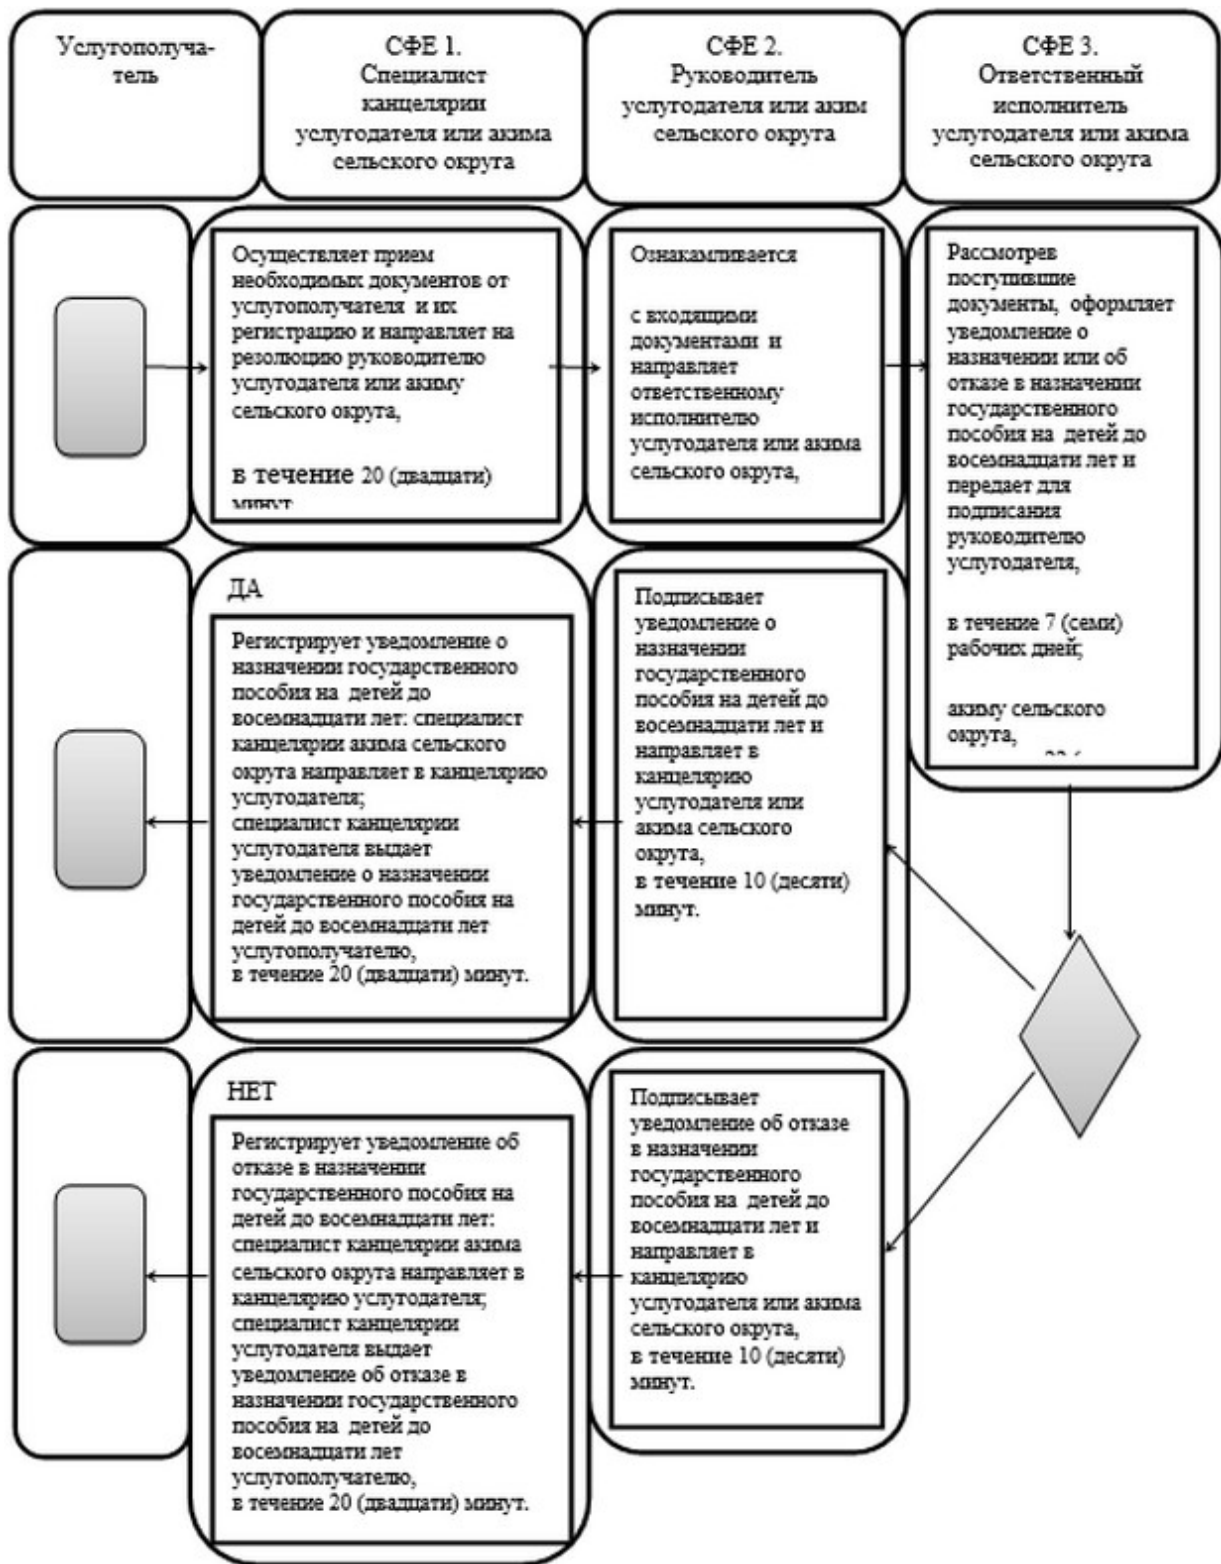 Услугополуча-
тель
СФЕ 1.
Специалист
канцелярии
услугодателя или акима
сельского округа
СФЕ 2.
Руководитель
услугодателя или аким
сельского округа
СФЕ 3.
Ответственный
исполнитель
услугодателя или акима
сельского округа
Осуществляет прием
необходимых документов от
услугополучателя и их
регистрацию и направляет на
резолюцию руководителю
услугодателя или акиму
сельского округа,
в течение 20 (двадцати)
минут
Ознакамливается
с входящими
документами и
направляет
ответственному
исполнителю
услугодателя или акима
сельского округа,
Рассмотрев
поступившие
документы, оформляет
уведомление о
назначении или об
отказе в назначении
государственного
пособия на детей до
восемнадцати лет и
передает для
подписания
руководителю
услугодателя,
в течение 7 (семи)
рабочих дней;
акиму сельского
округа,
ДА
Регистрирует уведомление о
назначении государственного
пособия на детей до
восемнадцати лет: специалист
канцелярии акима сельского
округа направляет в канцелярию
услугодателя;
специалист канцелярии
услугодателя выдает
уведомление о назначении
государственного пособия на
детей до восемнадцати лет
услугополучателю,
в течение 20 (двадцати) минут.
Подписывает
уведомление о
назначении
государственного
пособия на детей до
восемнадцати лет и
направляет в
канцелярию
услугодателя или
акима сельского
округа,
в течение 10 (десяти)
минут.
НЕТ
Регистрирует уведомление об
отказе в назначении
государственного пособия на
детей до восемнадцати лет:
специалист канцелярии акима
сельского округа направляет в
канцелярию услугодателя;
специалист канцелярии
услугодателя выдает
уведомление об отказе в
назначении государственного
пособия на детей до
восемнадцати лет
услугополучателю,
в течение 20 (двадцати) минут.
Подписывает
уведомление об отказе
в назначении
государственного
пособия на детей до
восемнадцати лет и
направляет в
канцелярию
услугодателя или акима
сельского округа,
в течение 10 (десяти)
минут.